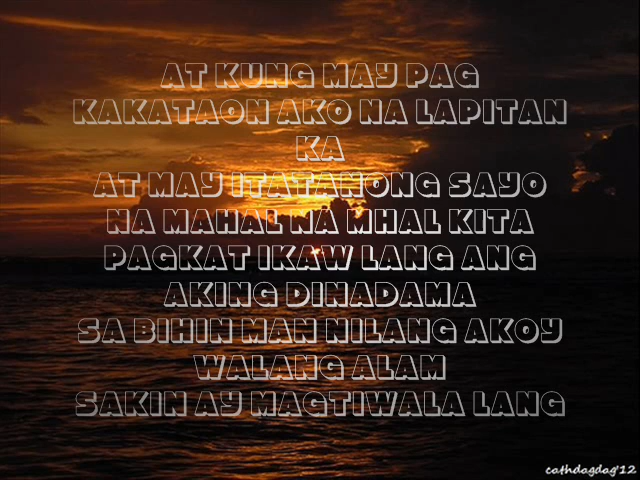 AT KUNG MAY PAG
KAKATAON AKO NA LAPITAN
KA
AT MAY ITATANONG SAYO
NA MAHAL NA MHAL KITA
PAGKAT IKAW LANG ANG
AKING DINADAMA
SA BIHIN MAN NILANG AKOY
WALANG ALAM
SAKIN AY MAGTIWALA LANG
cathdagdag'12